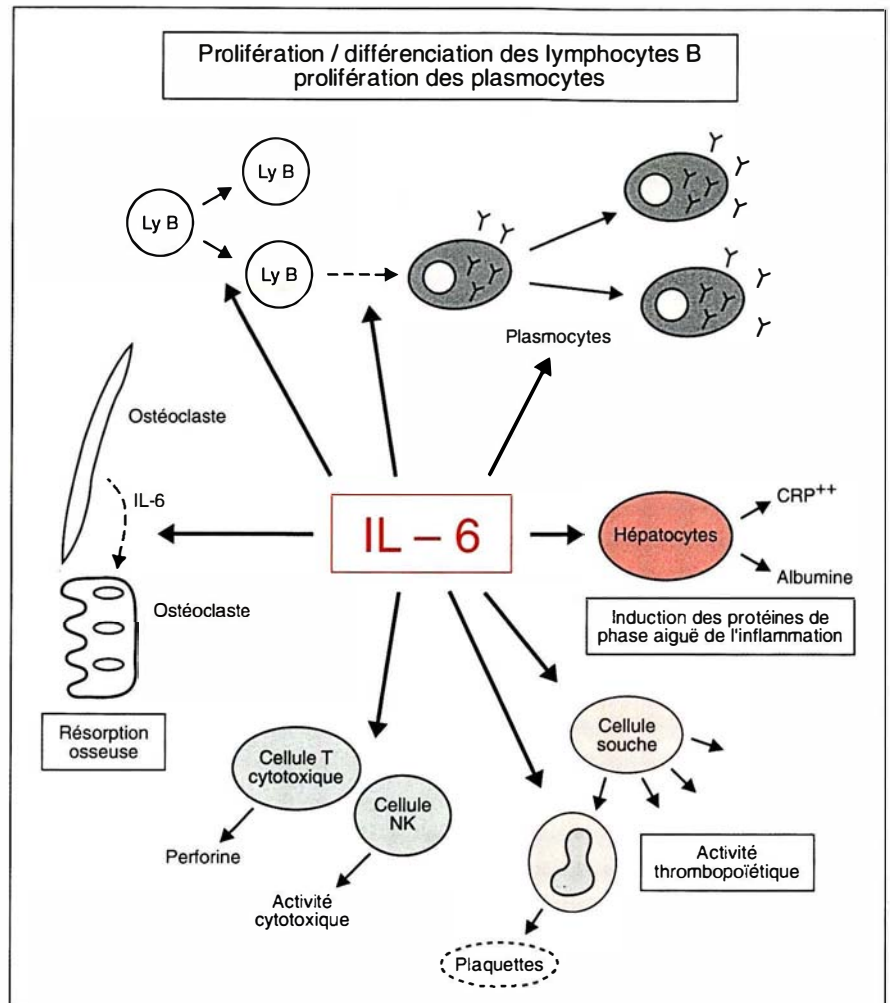 Prolifération / différenciation des lymphocytes B
prolifération des plasmocytes
Ly B
Ly B
Ly B
Plasmocytes
Ostéoclaste
IL-6
Ostéoclaste
Résorption
osseuse
IL – 6
Hépatocytes
CRP++
Albumine
Induction des protéines de
phase aiguë de l'inflammation
Cellule T
cytotoxique
Cellule
NK
Perforine
Activité
cytotoxique
Cellule
souche
Activité
thrombopoïétique
Plaquettes